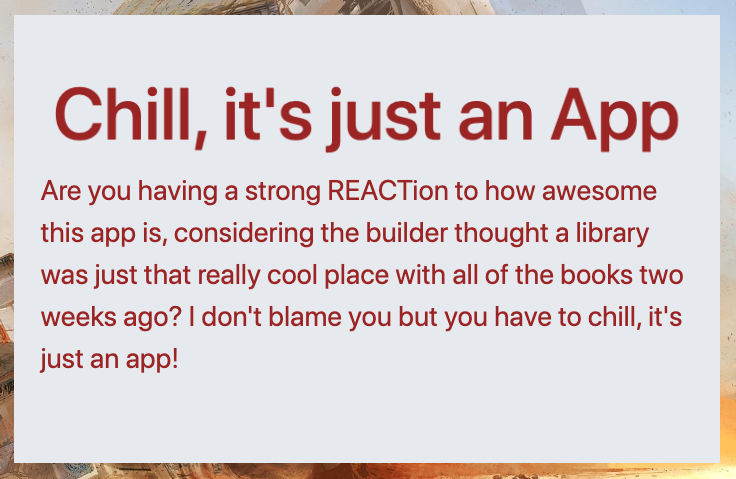 Chill, it's just an App
Are you having a strong REACTion to how awesome
this app is, considering the builder thought a library
was just that really cool place with all of the books two
weeks ago? I don't blame you but you have to chill, it's
just an app!